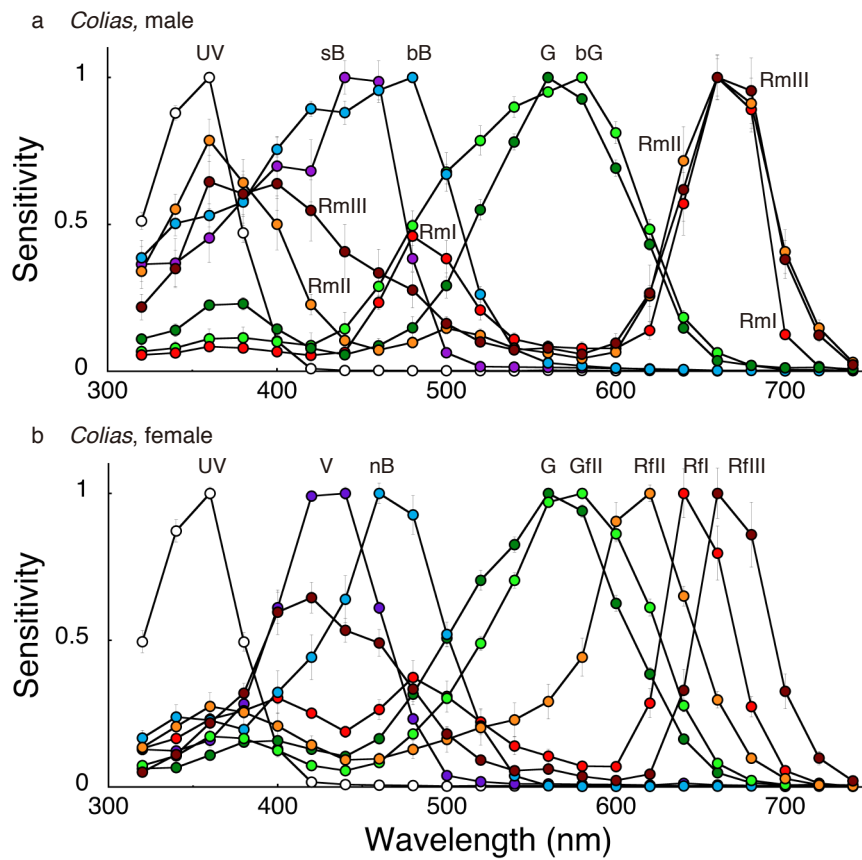 a Colias, male
UV sB bB G bG
1
RmIII
RmII
Sensitivity
0.5
RmIII
RmI
RmII
RmI
0
300 400 500 600 700
b Colias, female
UV V nB G GfII RfII RfI RfIII
1
Sensitivity
0.5
0
300 400 500 600 700
Wavelength (nm)